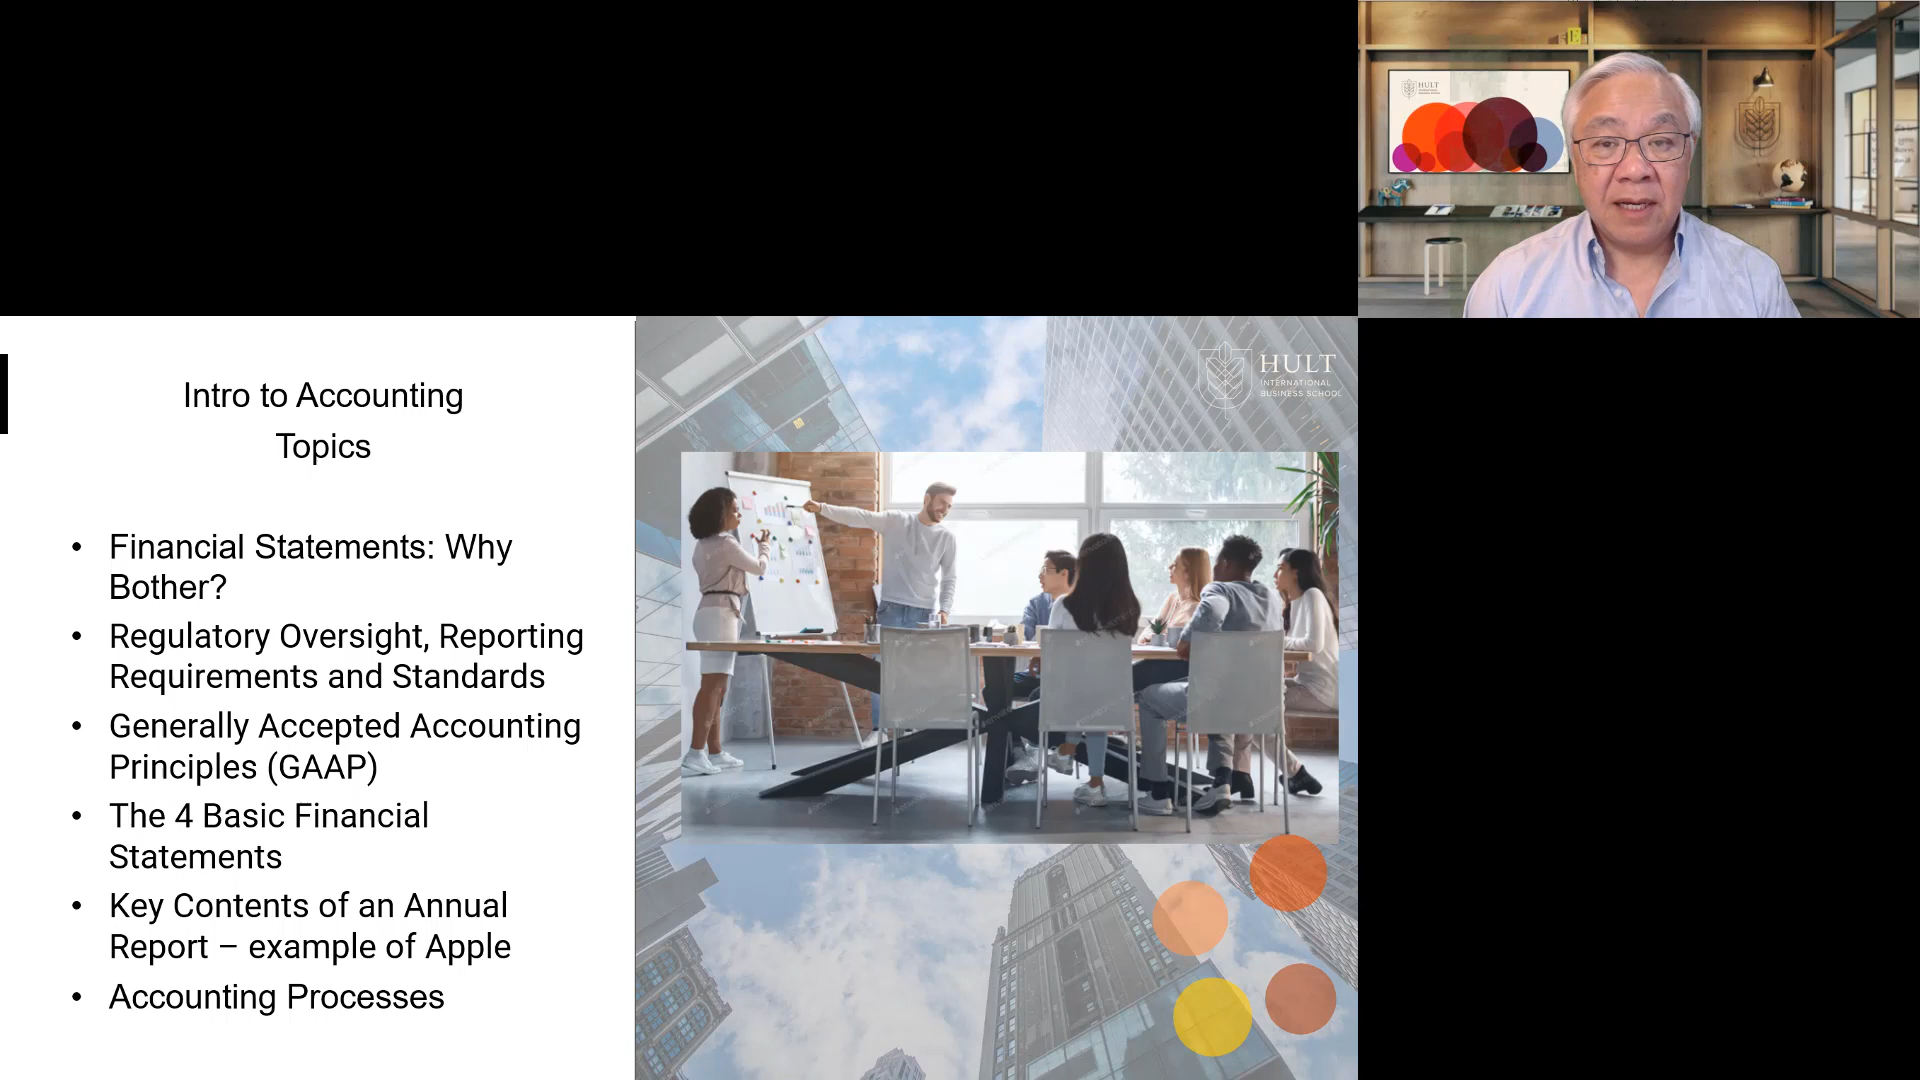 HULT
Intro to Accounting
Topics
• Financial Statements: Why
Bother?
• Regulatory Oversight, Reporting
Requirements and Standards
• Generally Accepted Accounting
Principles (GAAP)
• The 4 Basic Financial
Statements
• Key Contents of an Annual
Report – example of Apple
• Accounting Processes
HULT
INTERNATIONAL
BUSINESS SCHOOL